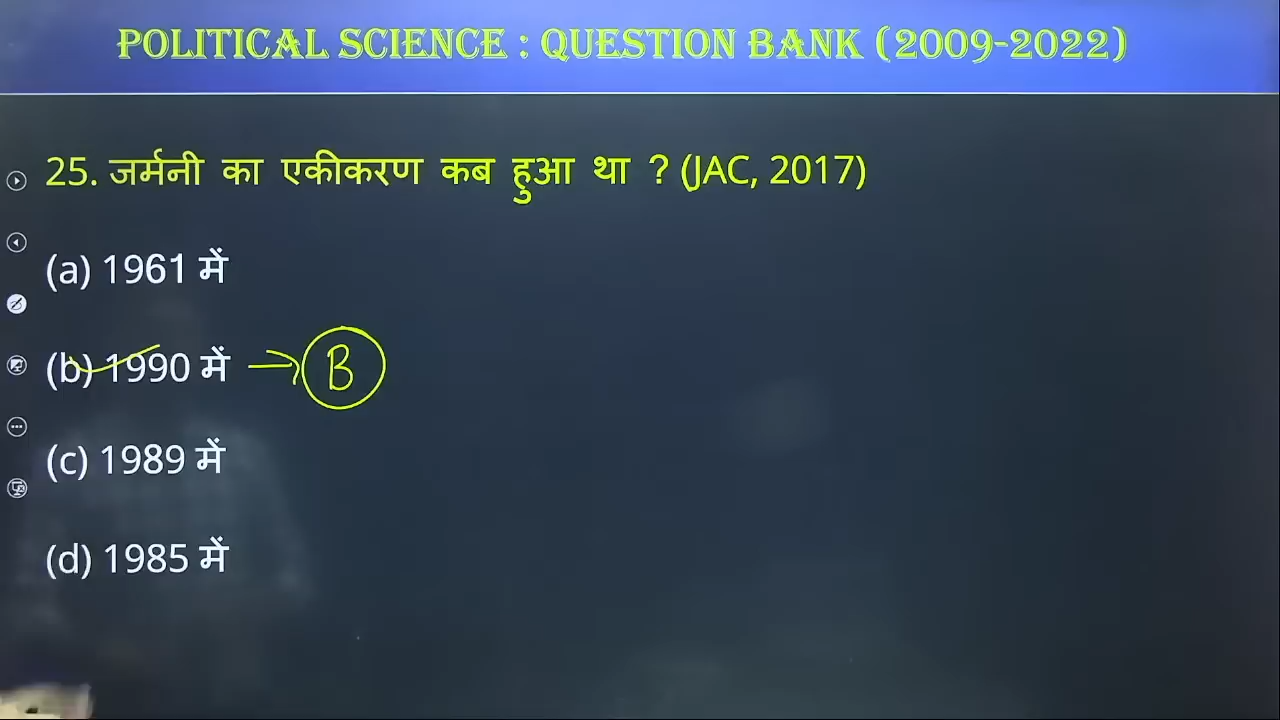 POLITICAL SCIENCE : QUESTION BANK (2009-2022)
25. जर्मनी का एकीकरण कब हुआ था ? (JAC, 2017)
(a) 1961 में
(b) 1990 में → B
(c) 1989 में
(d) 1985 में